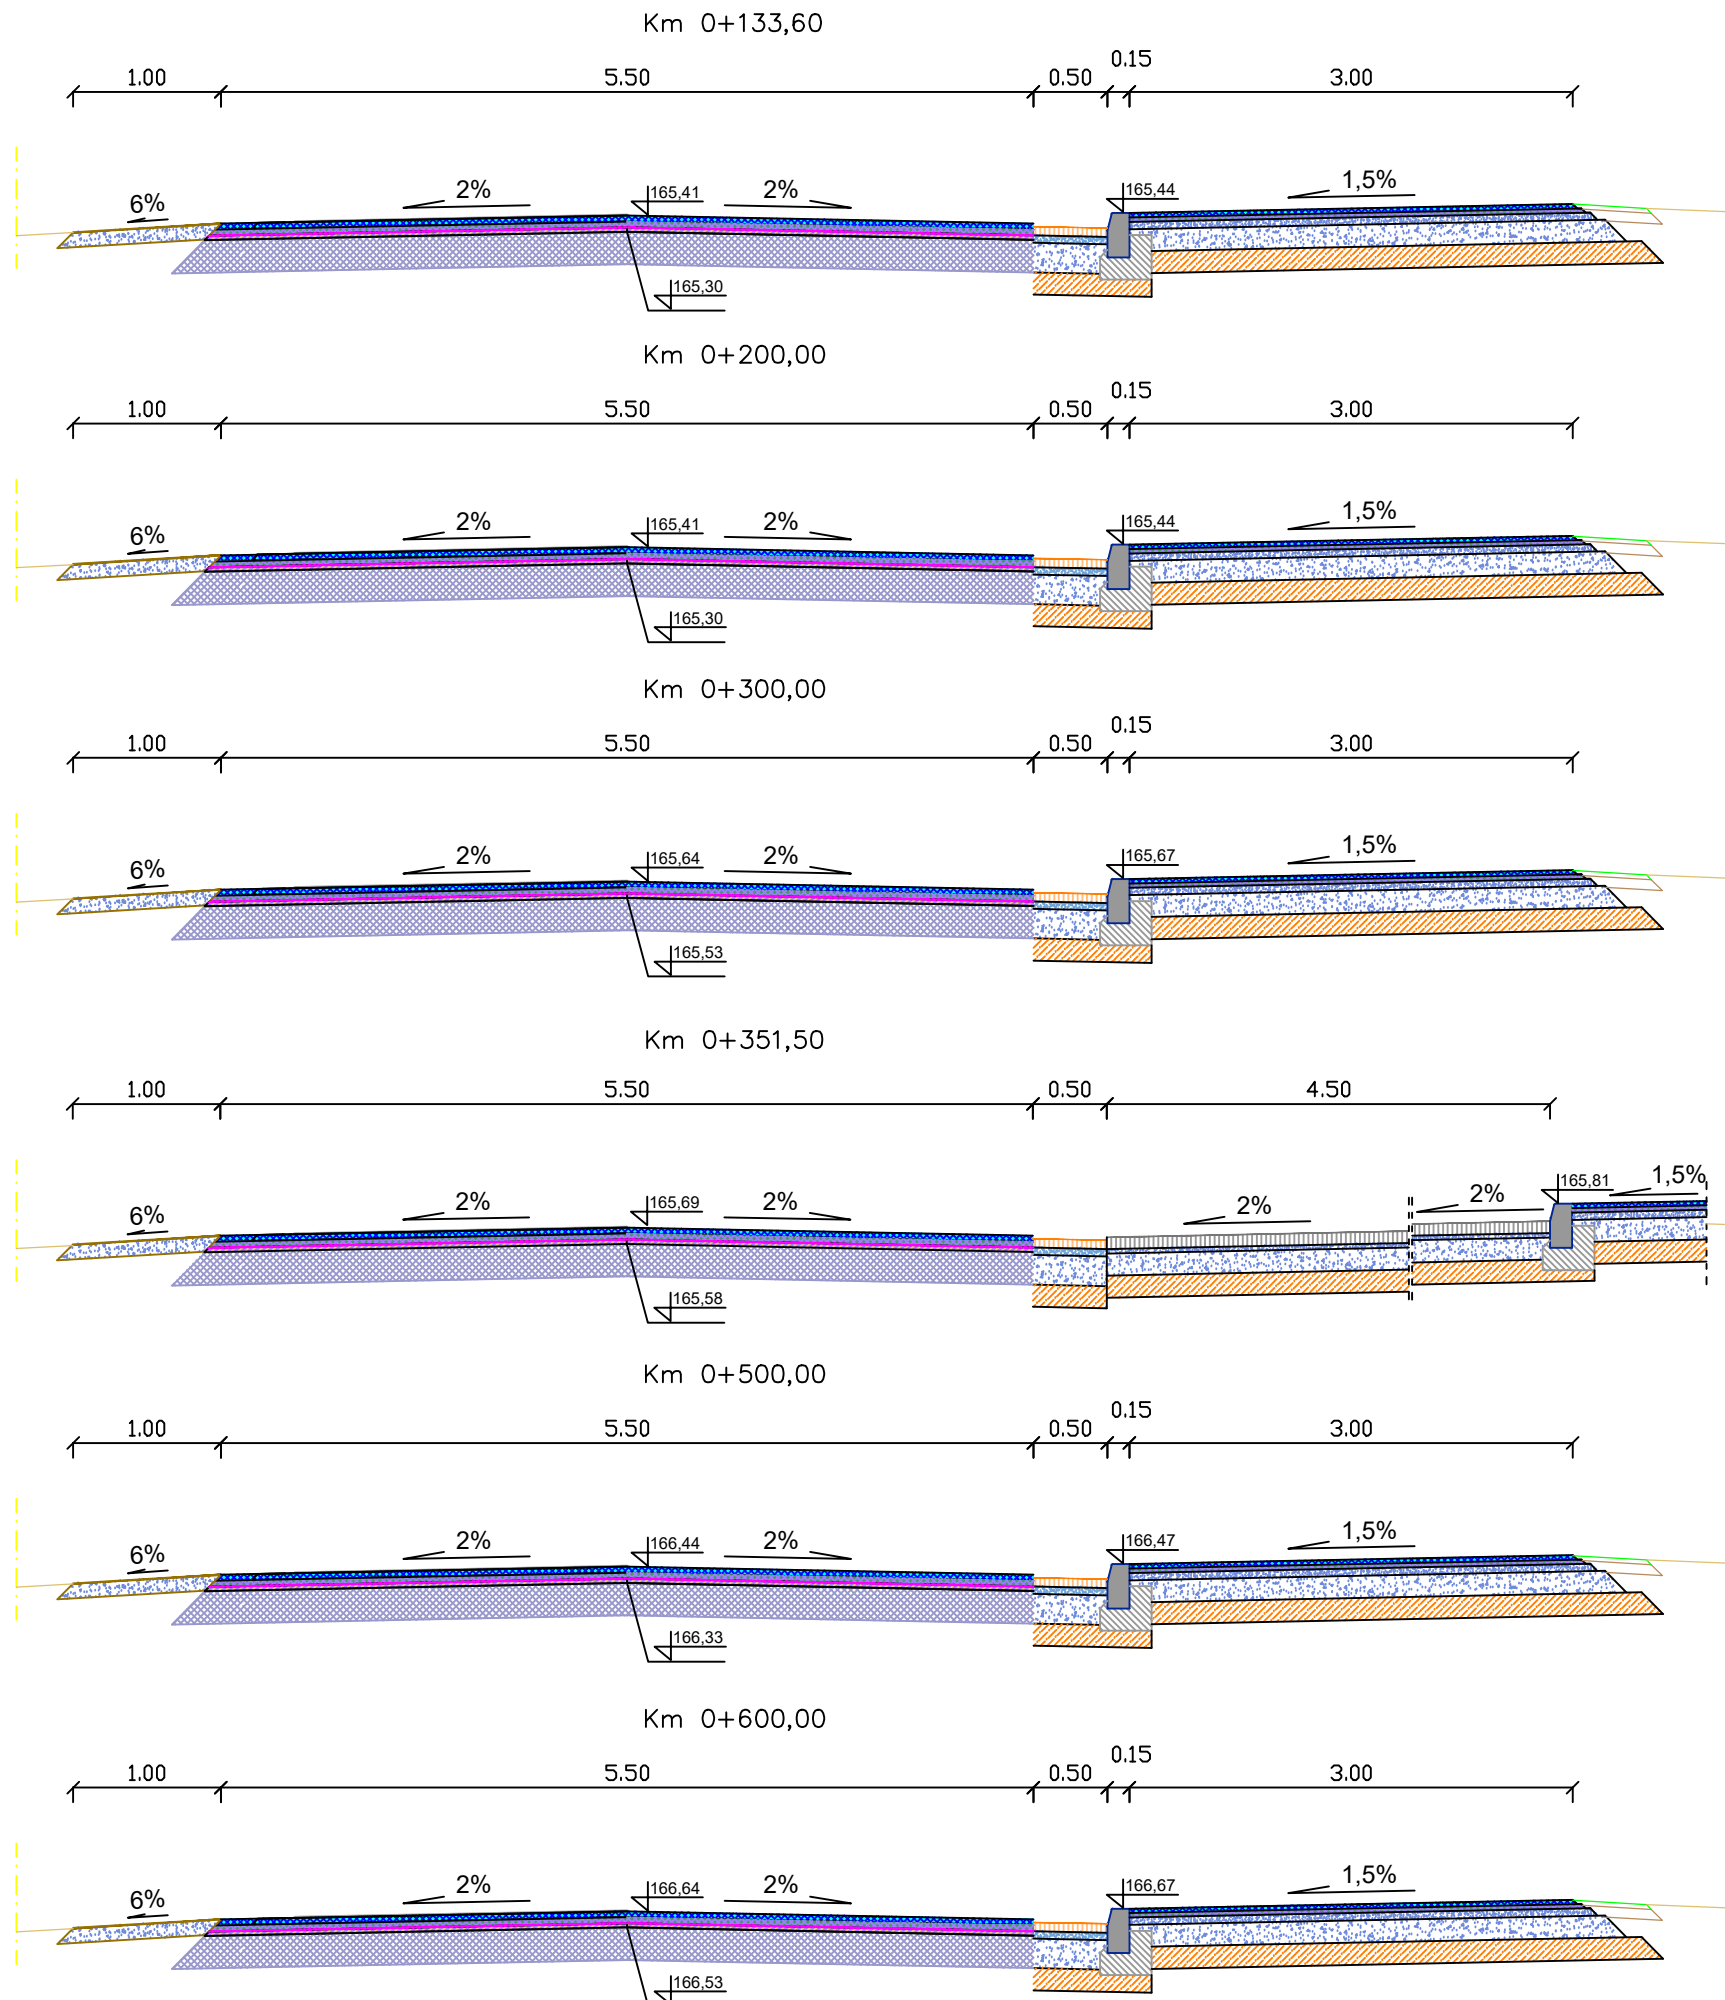 Km 0+133,60
0.15
1.00 5.50 0.50 3.00
6% 2% 165,41 2% 165,44 1,5%
165,30
Km 0+200,00
0.15
1.00 5.50 0.50 3.00
6% 2% 165,41 2% 165,44 1,5%
165,30
Km 0+300,00
0.15
1.00 5.50 0.50 3.00
6% 2% 165,64 2% 165,67 1,5%
165,53
Km 0+351,50
1.00 5.50 0.50 4.50
6% 2% 165,69 2% 2% 2% 165,81 1,5%
165,58
Km 0+500,00
0.15
1.00 5.50 0.50 3.00
6% 2% 166,44 2% 166,47 1,5%
166,33
Km 0+600,00
0.15
1.00 5.50 0.50 3.00
6% 2% 166,64 2% 166,67 1,5%
166,53